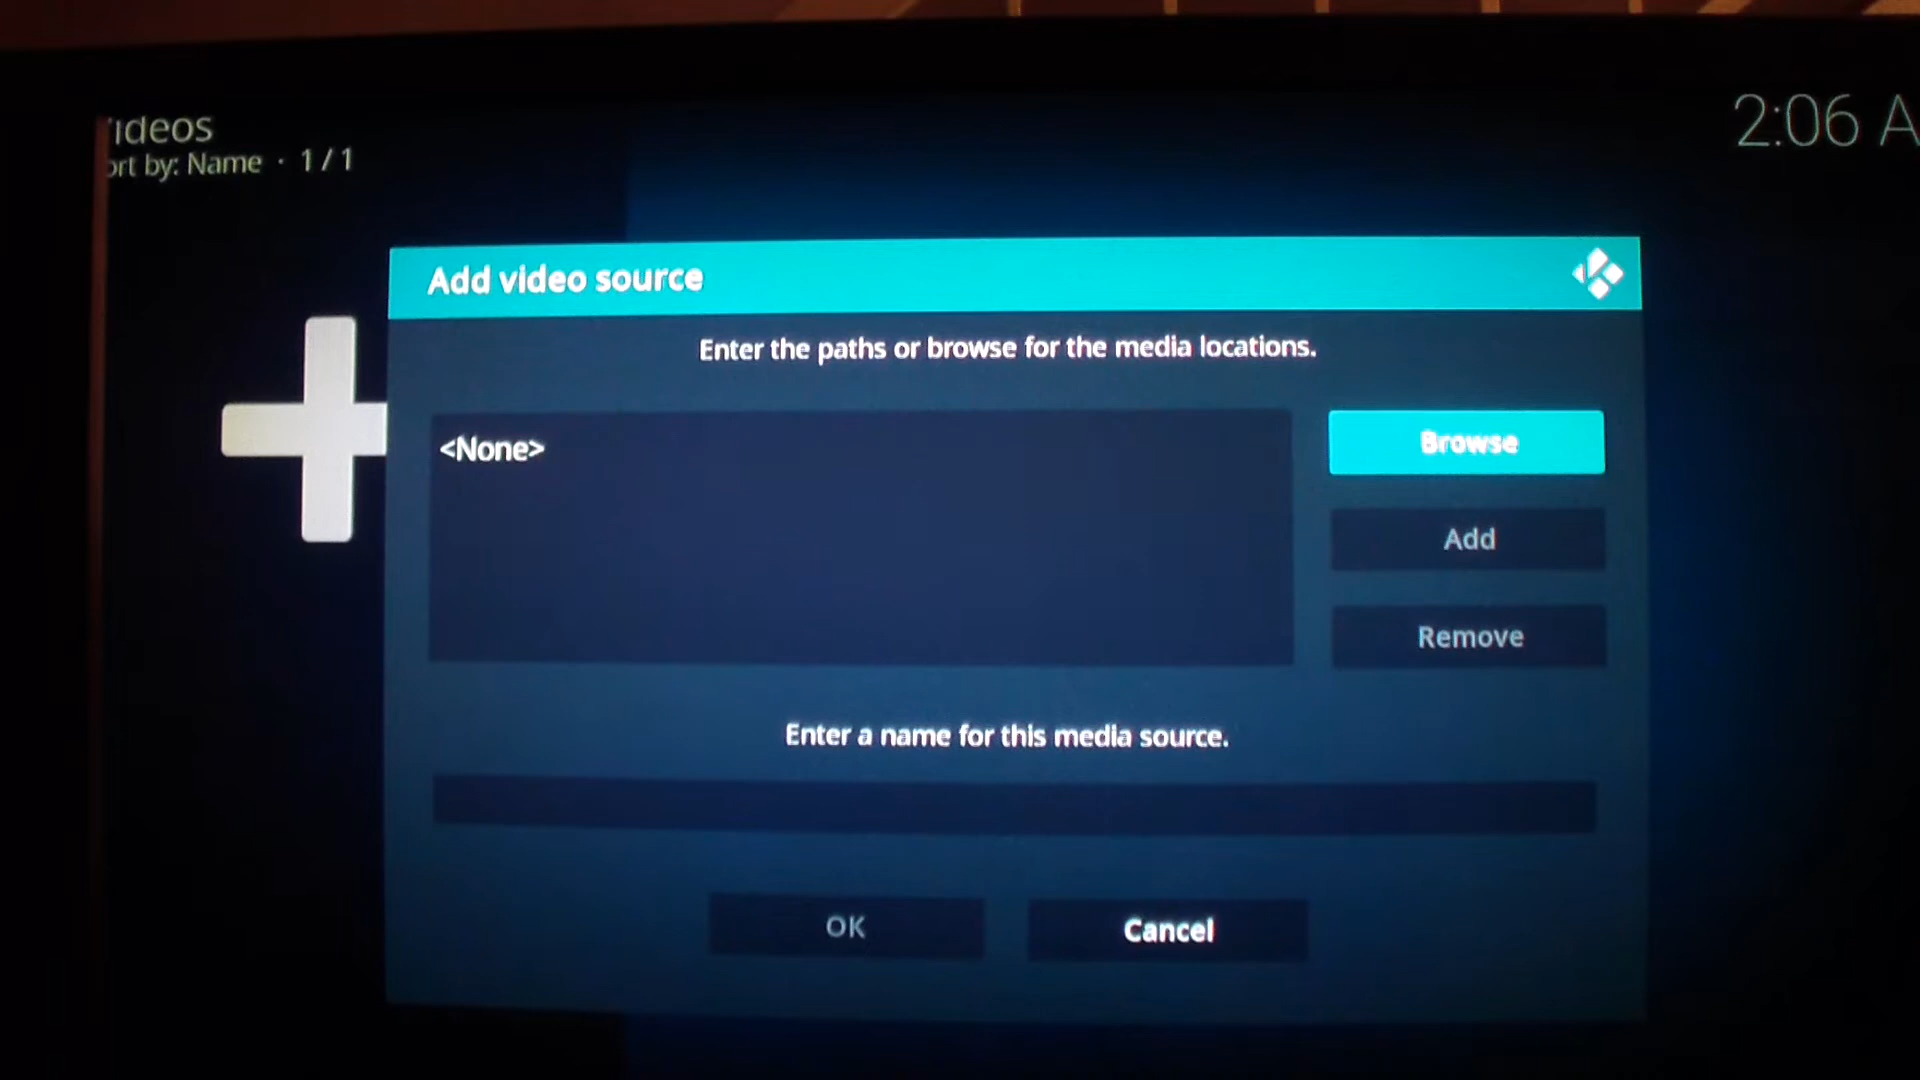 ideos
ort by: Name · 1 / 1
2:06 A
Add video source
Enter the paths or browse for the media locations.
<None>
Browse
Add
Remove
Enter a name for this media source.
OK
Cancel